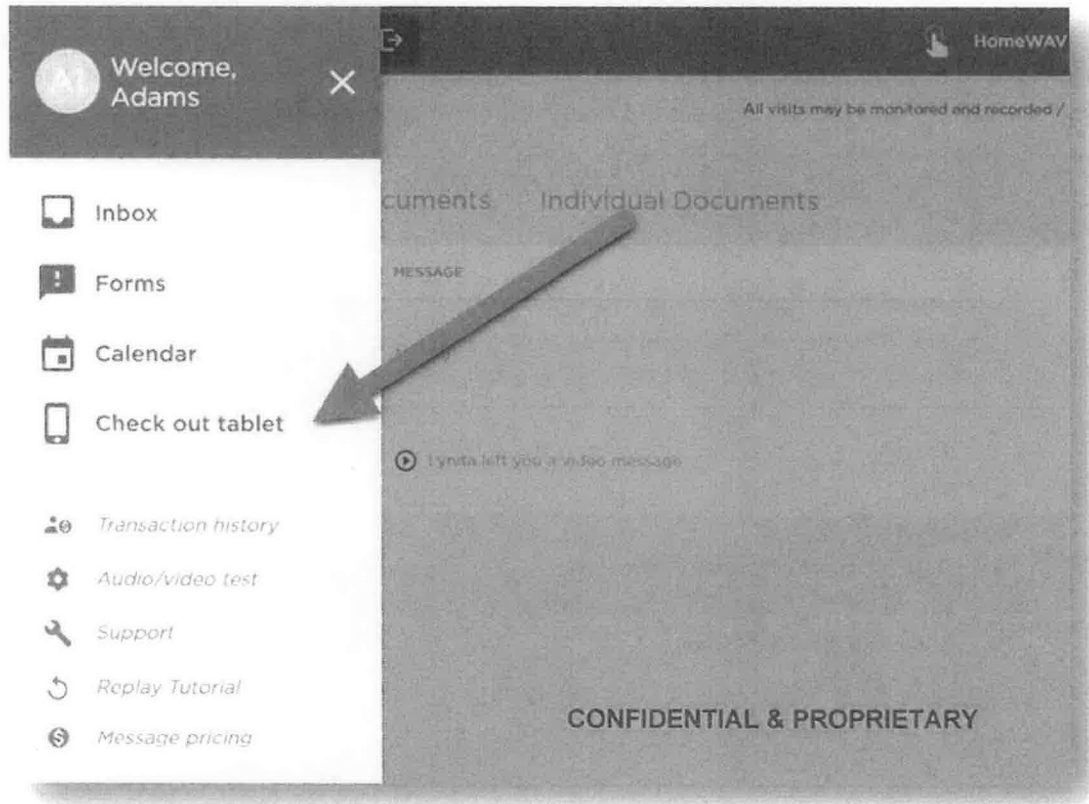 Welcome,
Adams
HomeWAV
All visits may be monitored and recorded /
cuments Individual Documents
MESSAGE
Inbox
Forms
Calendar
Check out tablet
left you a video message
Transaction history
Audio/video test
Support
Replay Tutorial
Message pricing
CONFIDENTIAL & PROPRIETARY